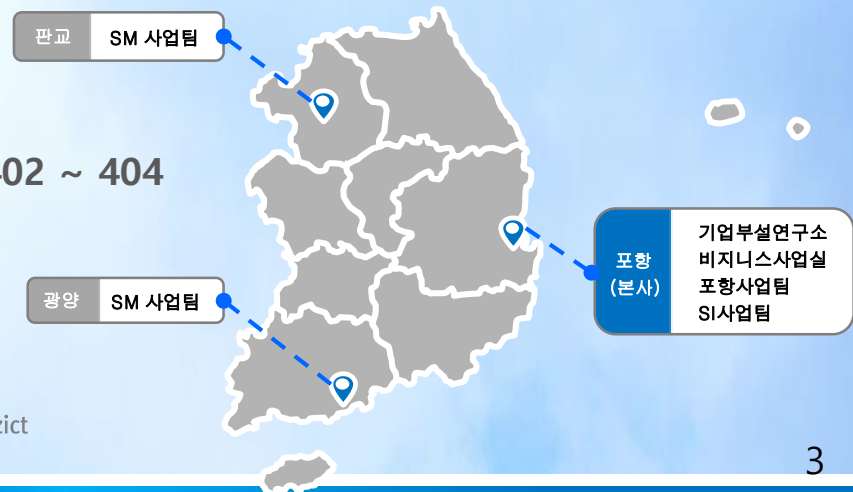 판교 SM 사업팀
02 ~ 404
기업부설연구소
비지니스사업실
포항
(본사)
포항사업팀
SI사업팀
광양 SM 사업팀
zict
3